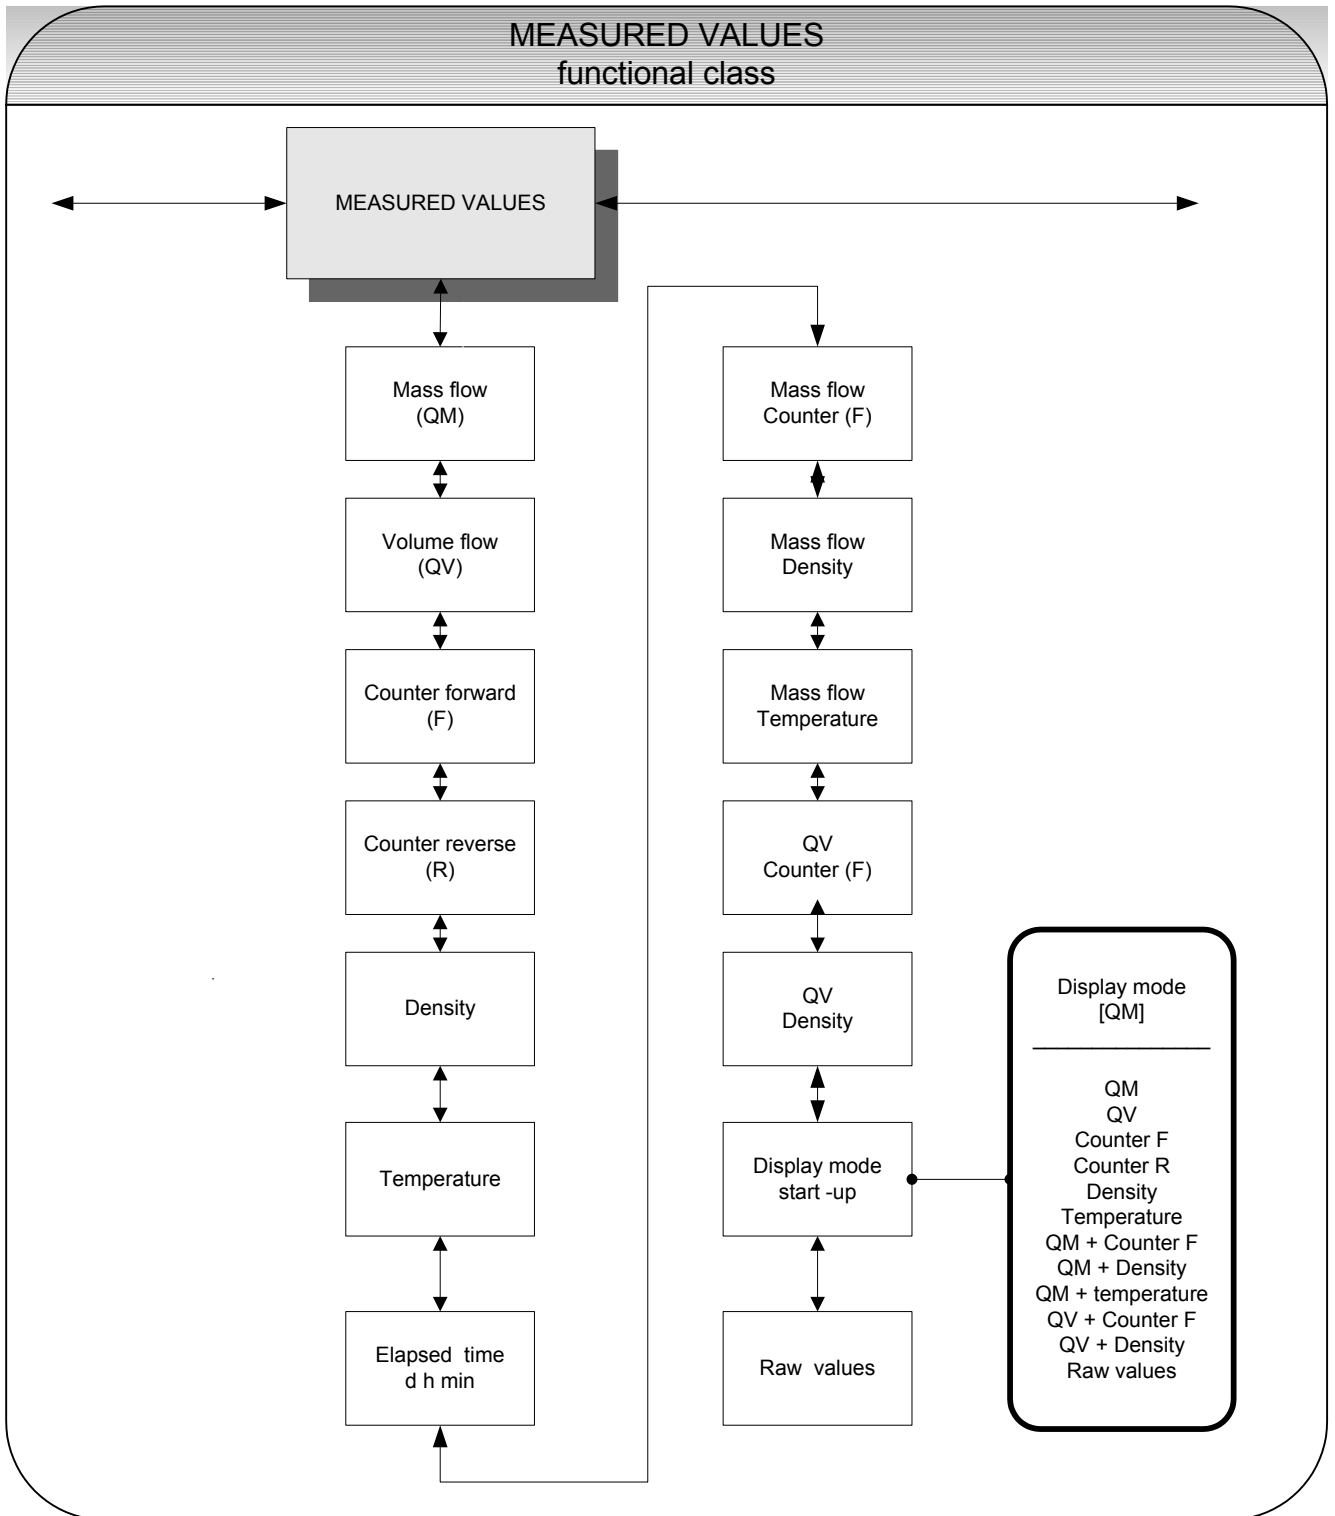 MEASURED VALUES
functional class
MEASURED VALUES
Mass flow
(QM)
Volume flow
(QV)
Counter forward
(F)
Counter reverse
(R)
Density
Temperature
Elapsed time
d h min
Mass flow
Counter (F)
Mass flow
Density
Mass flow
Temperature
QV
Counter (F)
QV
Density
Display mode
start -up
Raw values
Display mode
[QM]
QM
QV
Counter F
Counter R
Density
Temperature
QM + Counter F
QM + Density
QM + temperature
QV + Counter F
QV + Density
Raw values